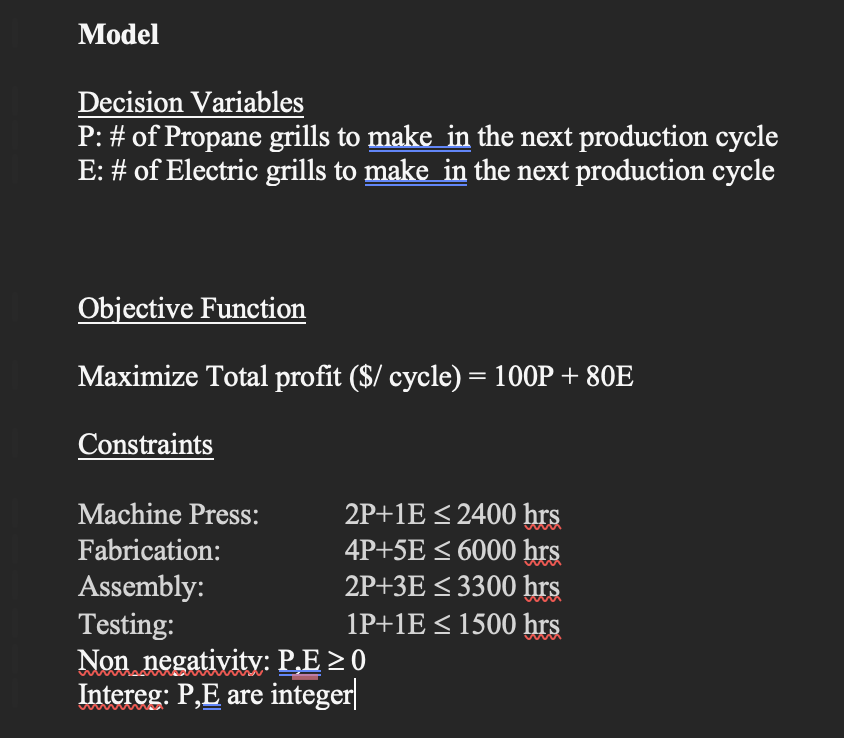 Model
Decision Variables
P: # of Propane grills to make  in the next production cycle
E: # of Electric grills to make  in the next production cycle
Objective Function
Maximize Total profit ($/ cycle) = 100P + 80E
Constraints
Machine Press: 2P+1E ≤ 2400 hrs
Fabrication: 4P+5E ≤ 6000 hrs
Assembly: 2P+3E ≤ 3300 hrs
Testing: 1P+1E ≤ 1500 hrs
Non_negativity: P,E ≥ 0
Intereg: P,E are integer